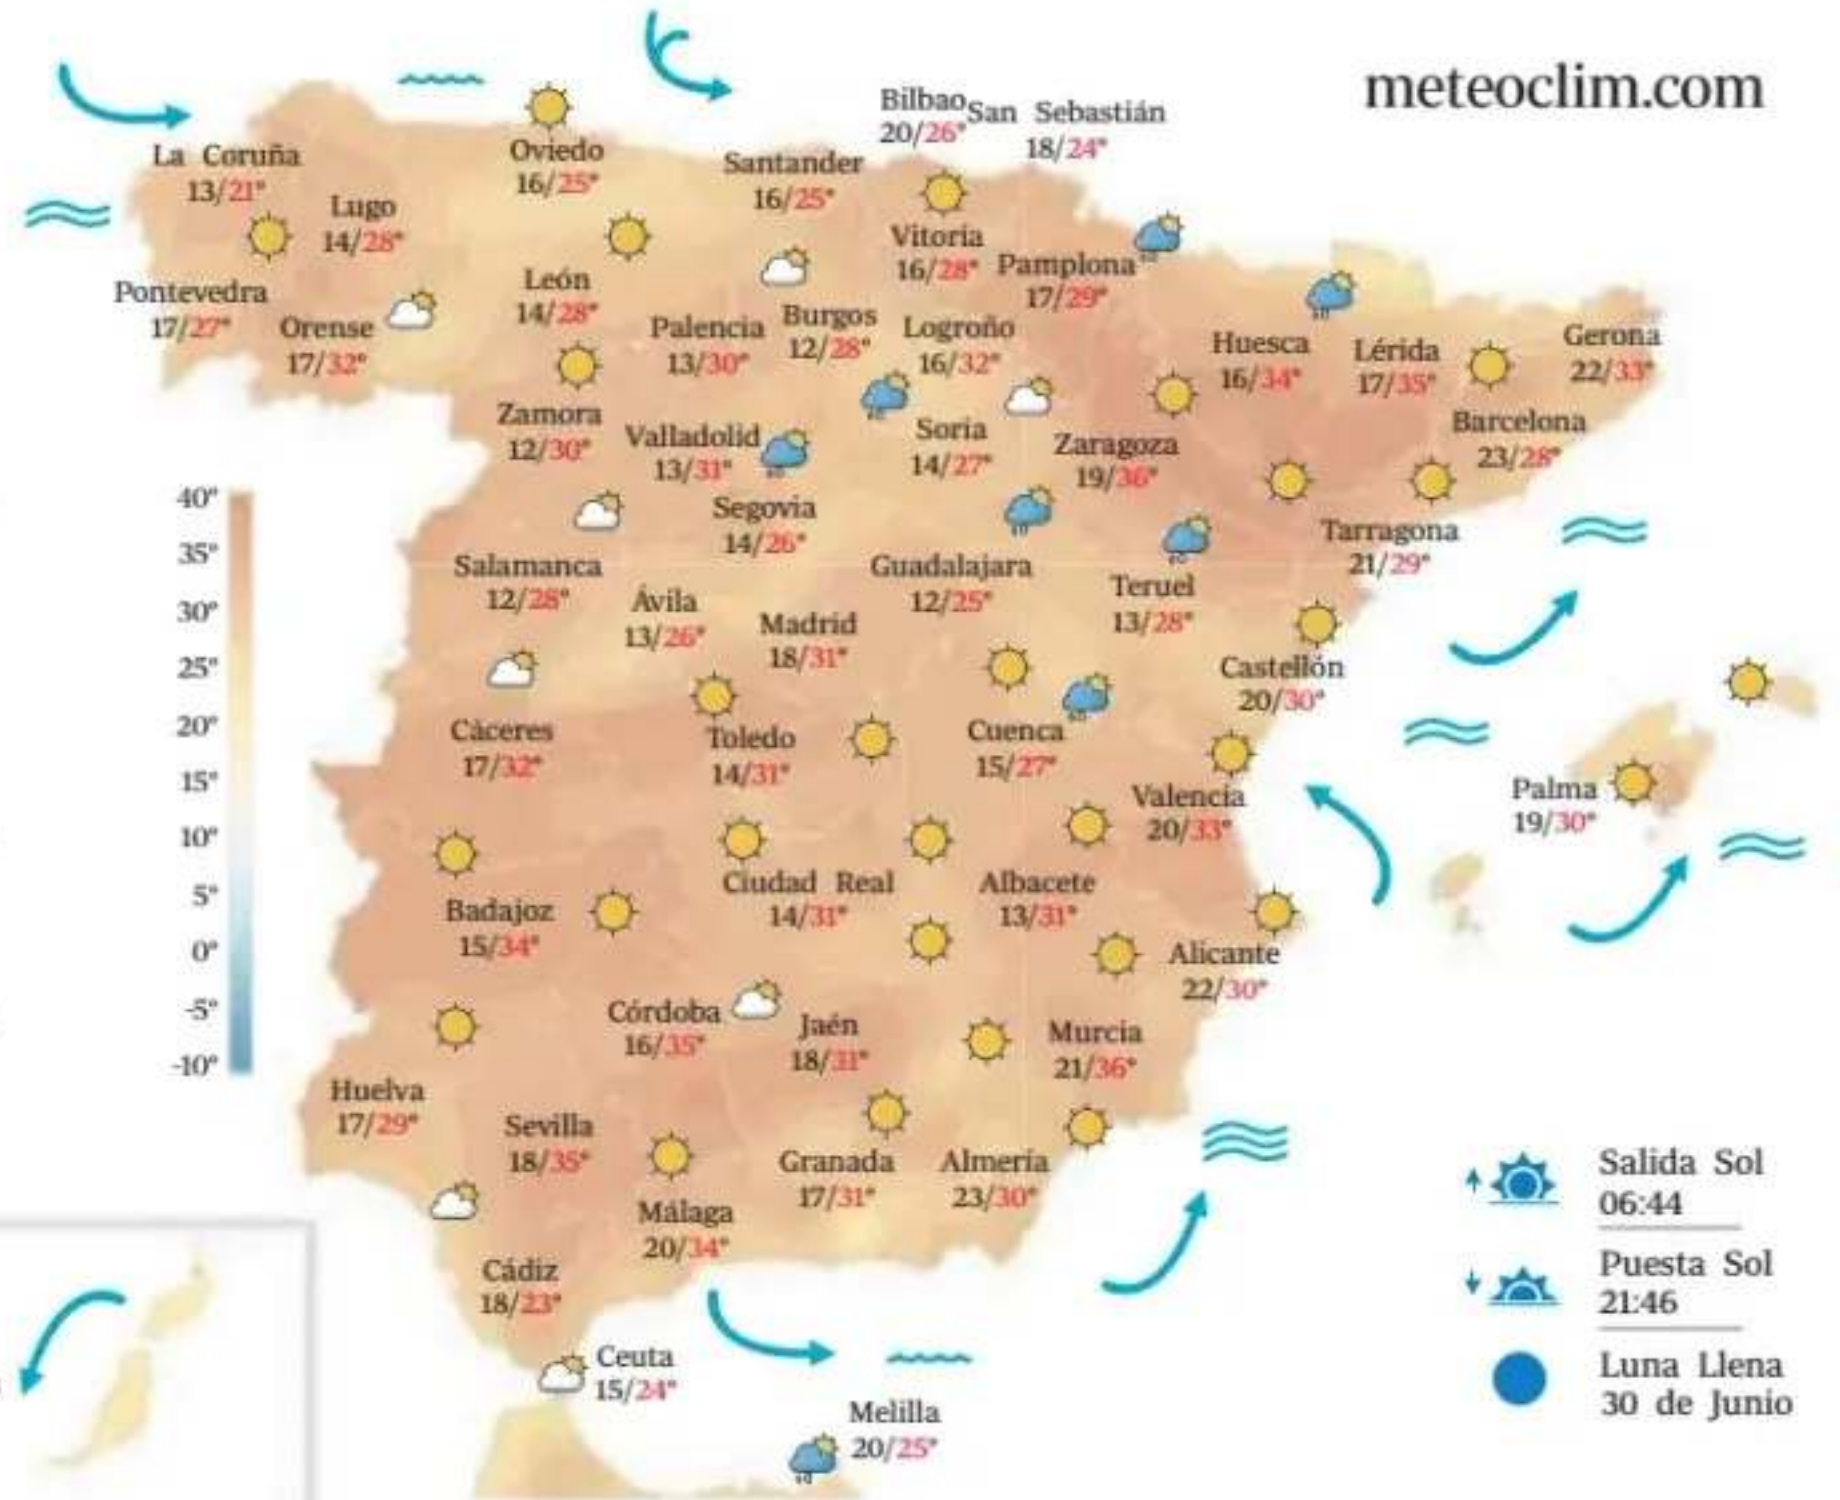 meteoclim.com
Bilbao
20/26°
San Sebastián
18/24°
La Coruña
13/21°
Oviedo
16/25°
Santander
16/25°
Lugo
14/28°
Vitoria
16/28°
Pamplona
17/29°
Pontevedra
17/27°
Orense
17/32°
León
14/28°
Palencia
13/30°
Burgos
12/28°
Logroño
16/32°
Huesca
16/34°
Lérida
17/35°
Gerona
22/33°
Zamora
12/30°
Valladolid
13/31°
Soria
14/27°
Zaragoza
19/36°
Barcelona
23/28°
Segovia
14/26°
Tarragona
21/29°
Salamanca
12/28°
Ávila
13/26°
Madrid
18/31°
Guadalajara
12/25°
Teruel
13/28°
Castellón
20/30°
Càceres
17/32°
Toledo
14/31°
Cuenca
15/27°
Valencia
20/33°
Palma
19/30°
Badajoz
15/34°
Ciudad Real
14/31°
Albacete
13/31°
Alicante
22/30°
Córdoba
16/35°
Jaén
18/31°
Murcia
21/36°
Huelva
17/29°
Sevilla
18/35°
Málaga
20/34°
Granada
17/31°
Almería
23/30°
Cádiz
18/23°
Ceuta
15/24°
Melilla
20/25°
40°
35°
30°
25°
20°
15°
10°
5°
0°
-5°
-10°
Salida Sol
06:44
Puesta Sol
21:46
Luna Llena
30 de Junio